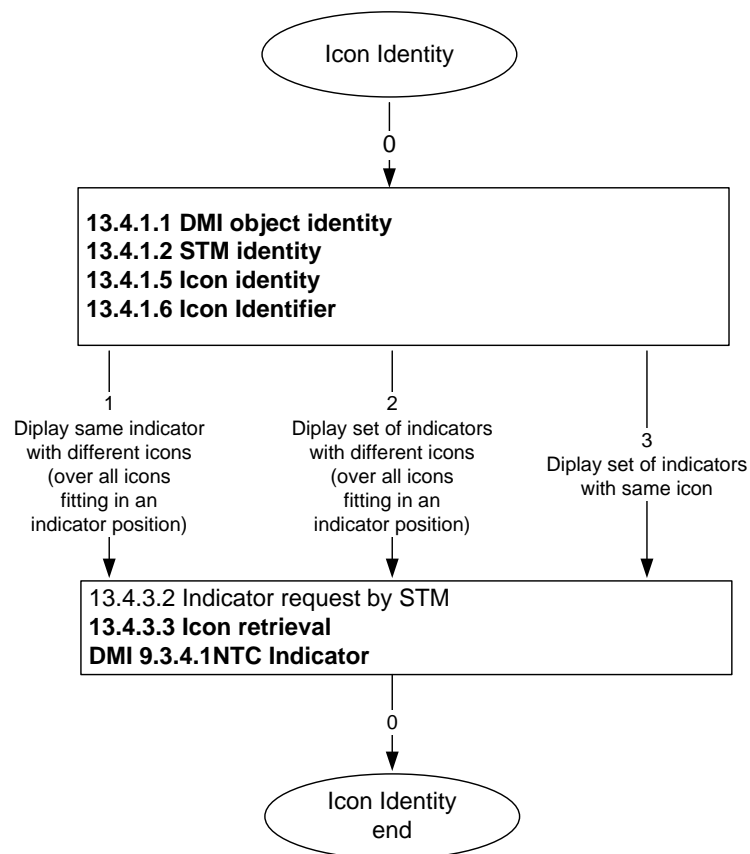 Icon Identity
0
13.4.1.1 DMI object identity
13.4.1.2 STM identity
13.4.1.5 Icon identity
13.4.1.6 Icon Identifier
1
Diplay same indicator
with different icons
(over all icons
fitting in an
indicator position)
2
Diplay set of indicators
with different icons
(over all icons
fitting in an
indicator position)
3
Diplay set of indicators
with same icon
13.4.3.2 Indicator request by STM
13.4.3.3 Icon retrieval
DMI 9.3.4.1NTC Indicator
0
Icon Identity
end